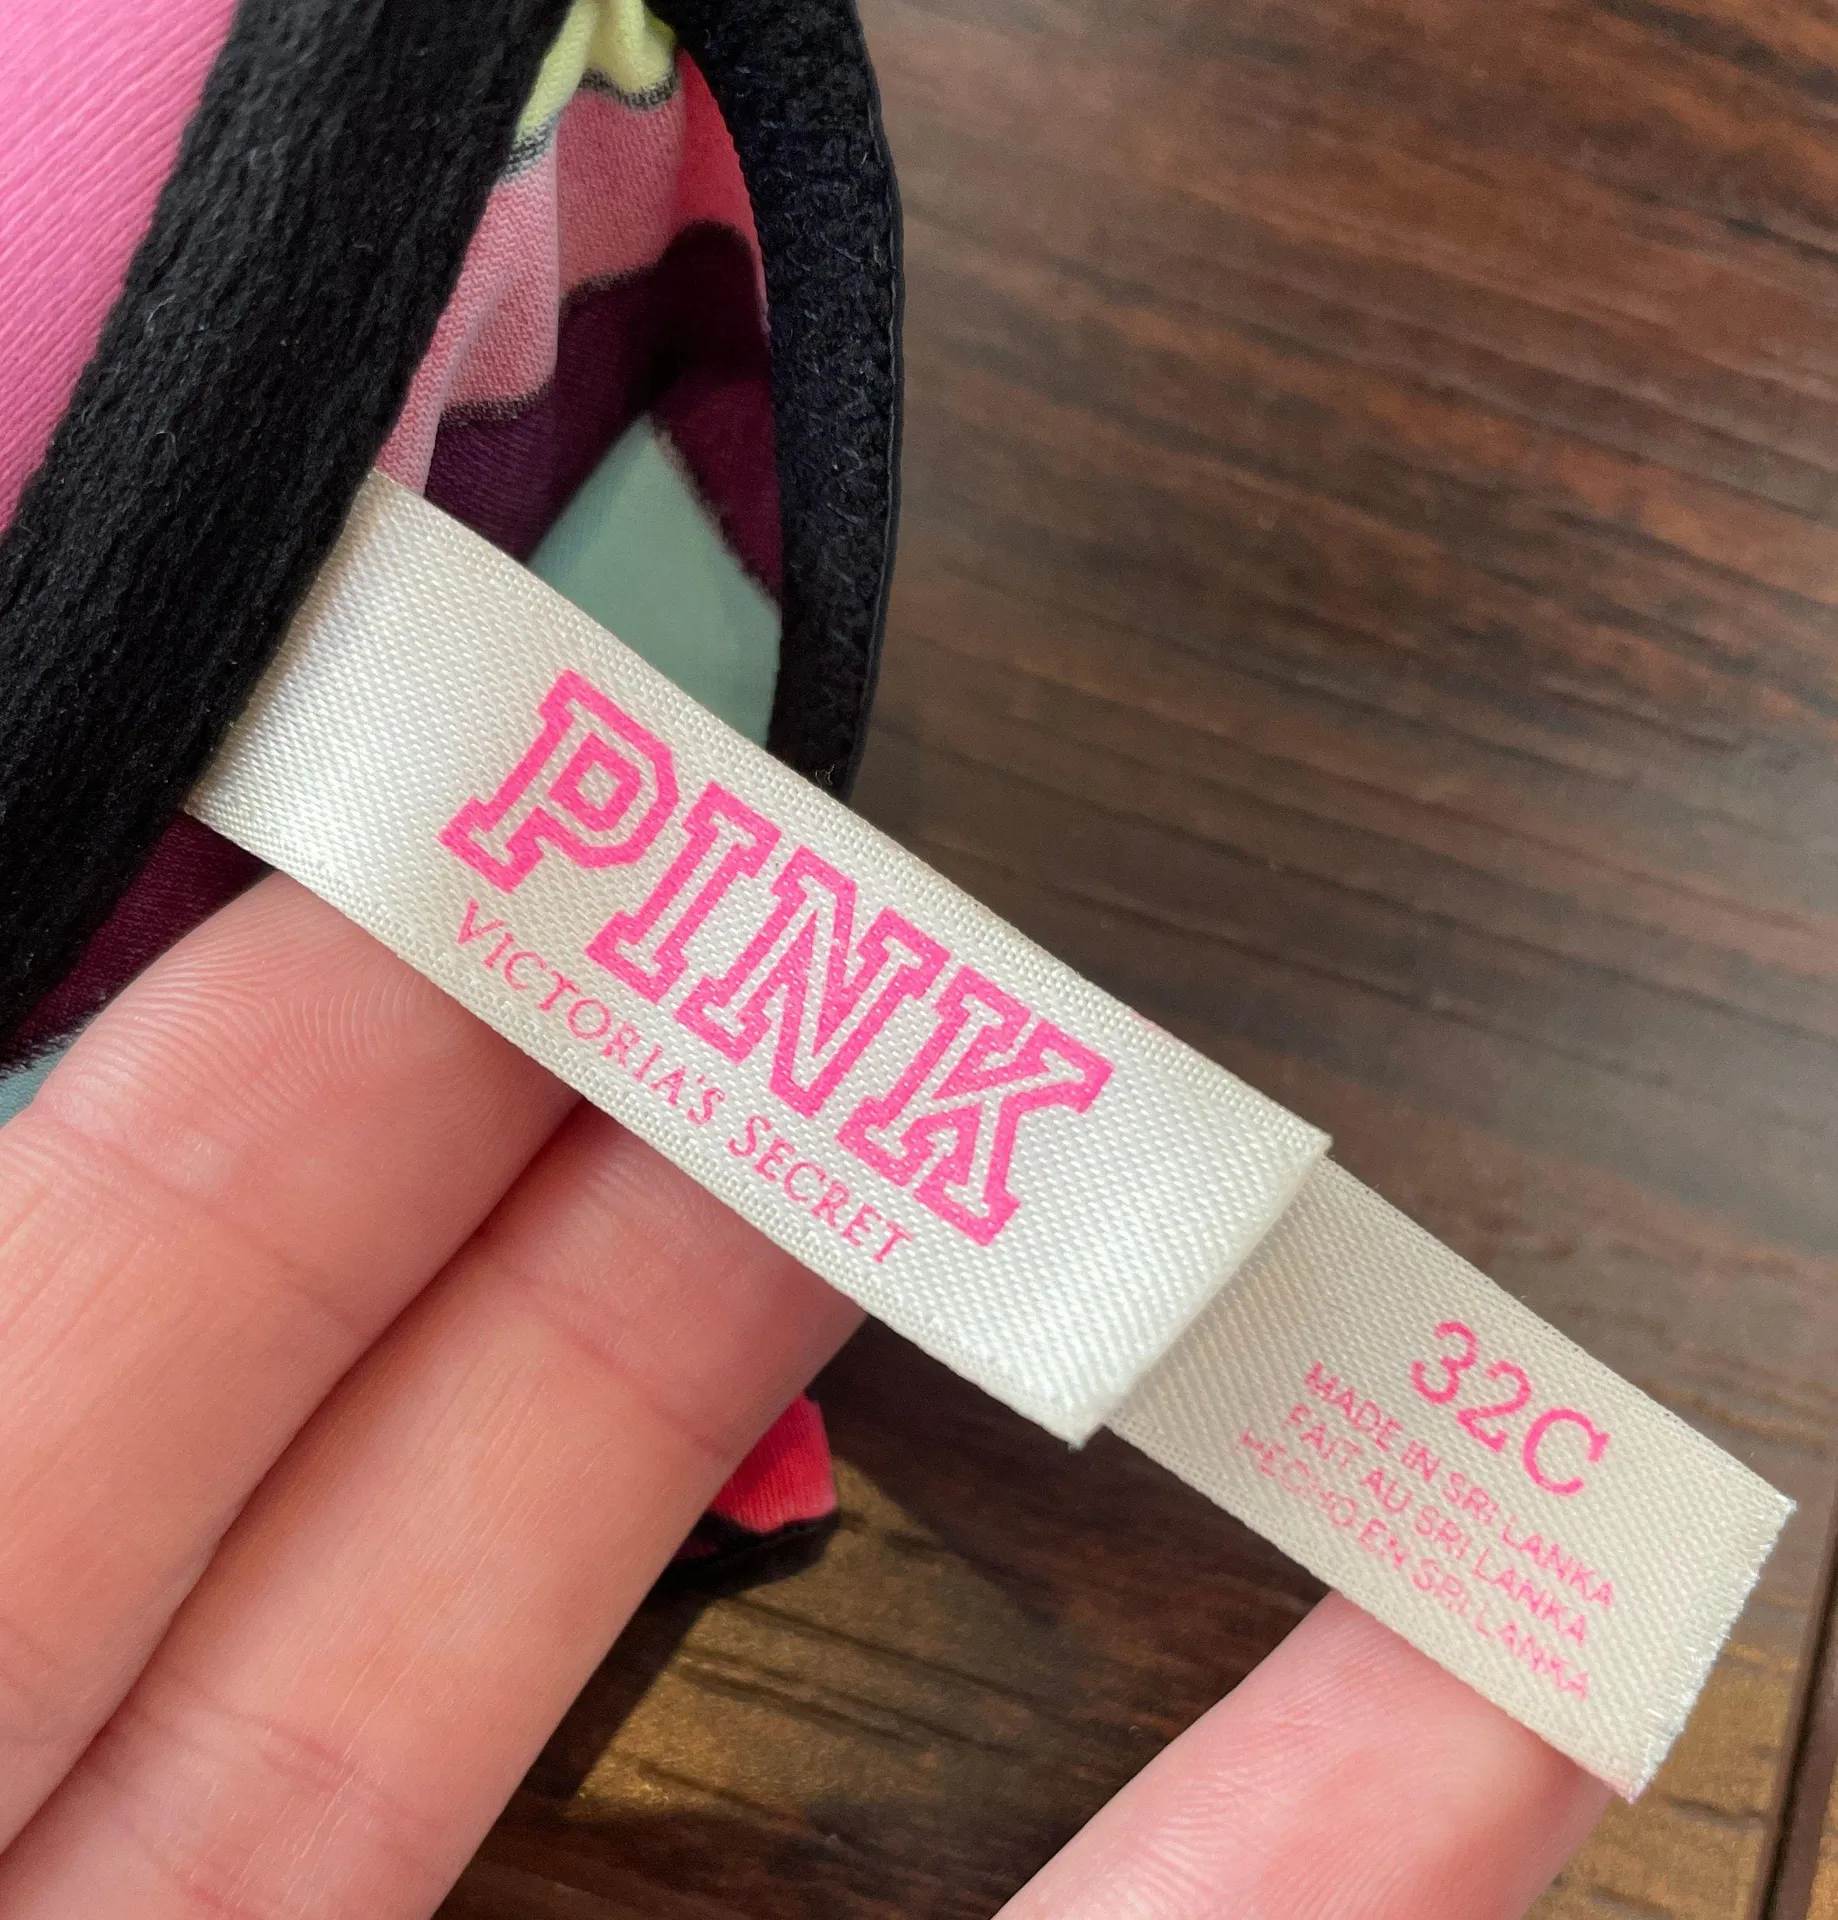 PINK
VICTORIA'S SECRET
32C
MADE IN SRI LANKA
FAIT AU SRI LANKA
HECHO EN SRI LANKA